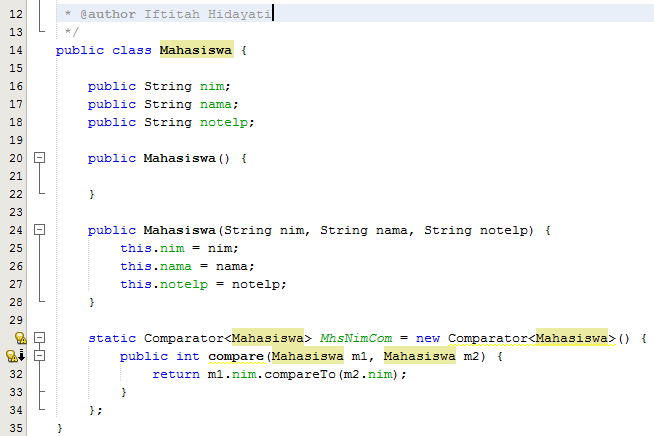 12 * @author Iftitah Hidayati
13 */
14 public class Mahasiswa {
15
16 public String nim;
17 public String nama;
18 public String notelp;
19
20 public Mahasiswa() {
21
22 }
23
24 public Mahasiswa(String nim, String nama, String notelp) {
25 this.nim = nim;
26 this.nama = nama;
27 this.notelp = notelp;
28 }
29
static Comparator<Mahasiswa> MhsNimCom = new Comparator<Mahasiswa>() {
public int compare(Mahasiswa m1, Mahasiswa m2) {
32 return m1.nim.compareTo(m2.nim);
33 }
34 };
35 }